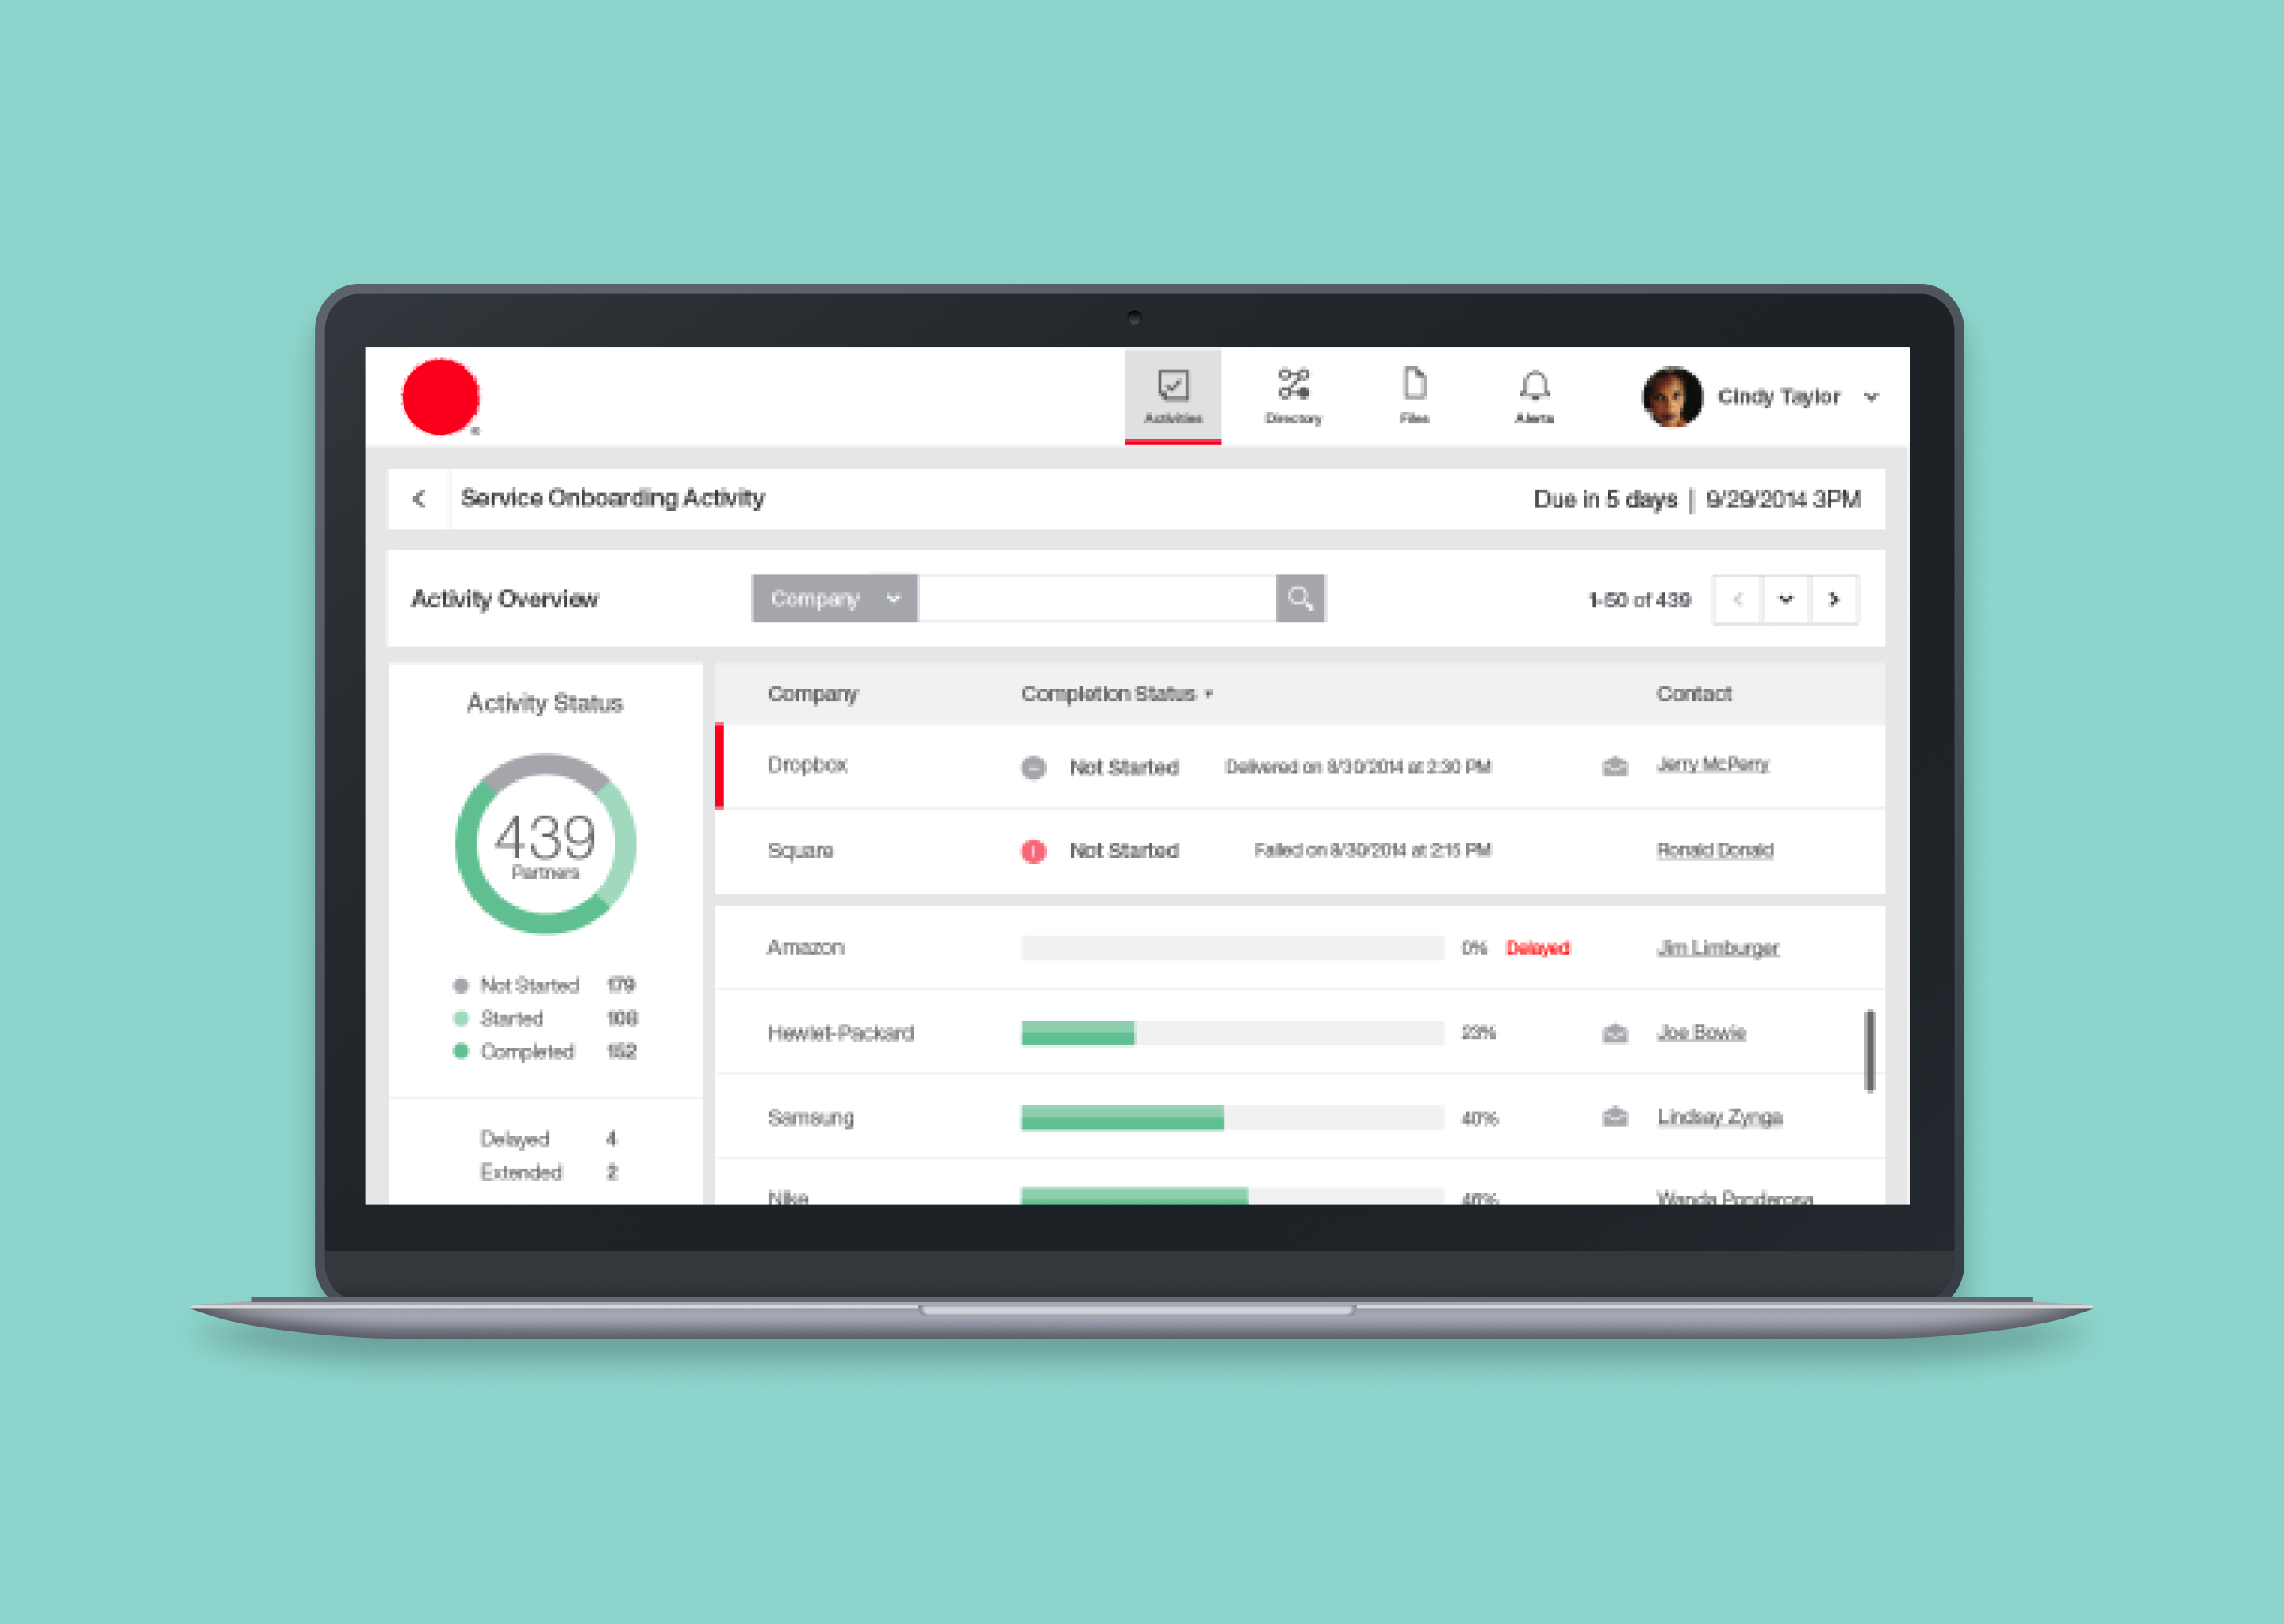 Activities
Directory
Files
Alerts
Cindy Taylor
Service Onboarding Activity
Due in 5 days | 9/29/2014 3PM
Activity Overview
Company
1-50 of 439
Activity Status
439
Partners
Not Started 179
Started 108
Completed 152
Delayed 4
Extended 2
Company Completion Status Contact
Dropbox Not Started Delivered on 8/30/2014 at 2:30 PM Jerry McPerry
Square Not Started Failed on 8/30/2014 at 2:15 PM Ronald Donald
Amazon 0% Delayed Jim Limburger
Hewlet-Packard 23% Joe Bowie
Samsung 40% Lindsay Zynga
Nike 46% Wanda Ponderosa